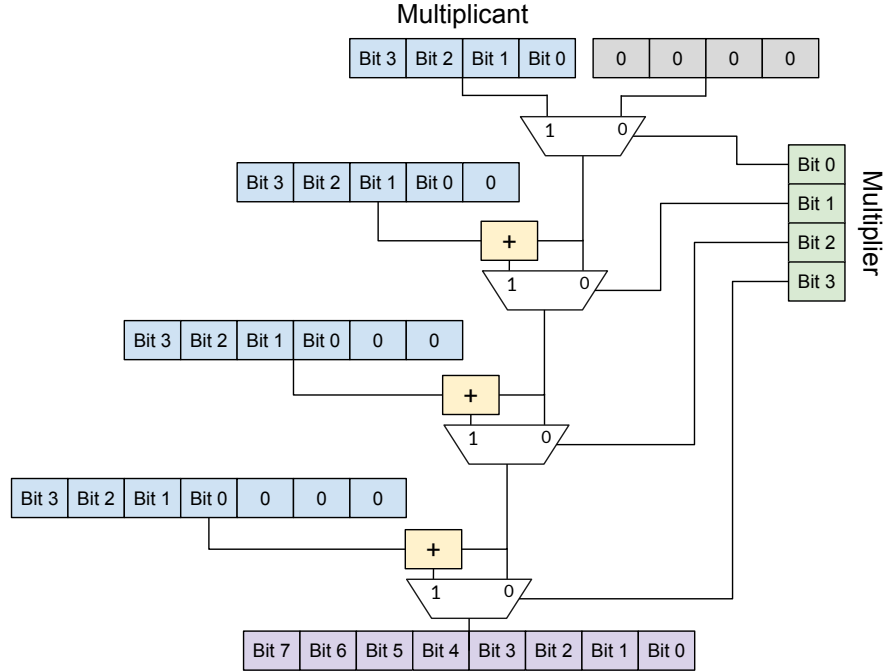 Multiplicant
Bit 3 Bit 2 Bit 1 Bit 0 0 0 0 0
1 0
Bit 0
Bit 1
Bit 2
Bit 3
Multiplier
Bit 3 Bit 2 Bit 1 Bit 0 0
+
1 0
Bit 3 Bit 2 Bit 1 Bit 0 0 0
+
1 0
Bit 3 Bit 2 Bit 1 Bit 0 0 0 0
+
1 0
Bit 7 Bit 6 Bit 5 Bit 4 Bit 3 Bit 2 Bit 1 Bit 0